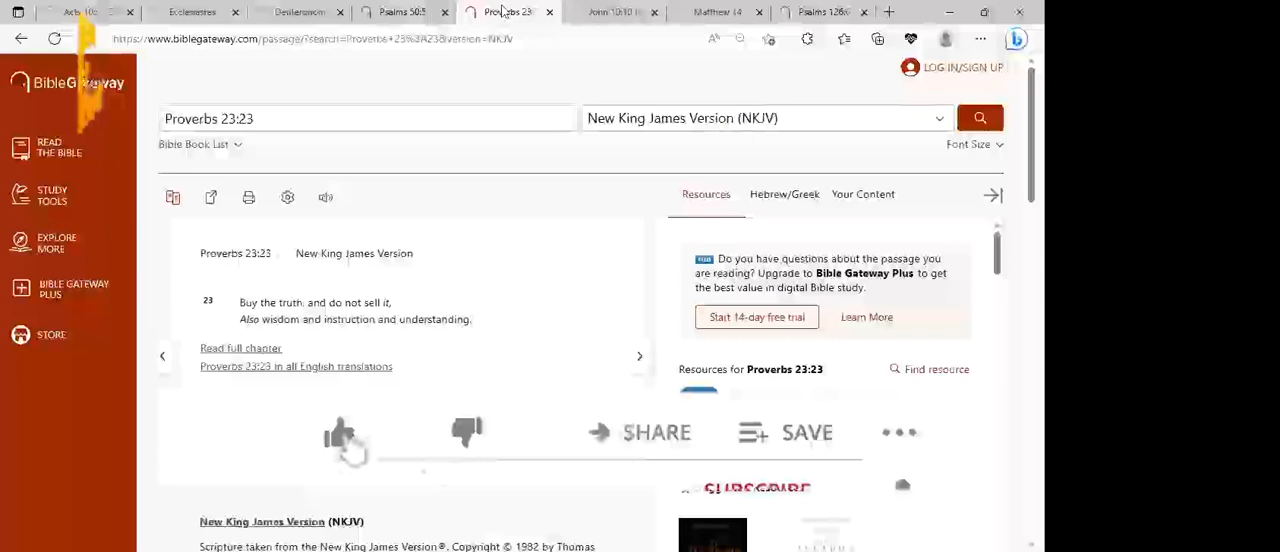 Ecclesiastes
Psalms 50:5
Proverbs 23
John 10:10
Matthew 14
Psalms 126:
https://www.biblegateway.com/passage/?search=Proverbs+23%3A23&version=NKJV
BibleGateway
LOG IN/SIGN UP
Proverbs 23:23
New King James Version (NKJV)
Bible Book List
Font Size
READ
THE BIBLE
STUDY
TOOLS
EXPLORE
MORE
BIBLE GATEWAY
PLUS
STORE
Resources Hebrew/Greek Your Content
Proverbs 23:23 New King James Version
23 Buy the truth, and do not sell it,
Also wisdom and instruction and understanding.
Read full chapter
Proverbs 23:23 in all English translations
PLUS Do you have questions about the passage you
are reading? Upgrade to Bible Gateway Plus to get
the best value in digital Bible study.
Start 14-day free trial Learn More
Resources for Proverbs 23:23 Find resource
SHARE SAVE
SUBSCRIBE
New King James Version (NKJV)
Scripture taken from the New King James Version®. Copyright © 1982 by Thomas